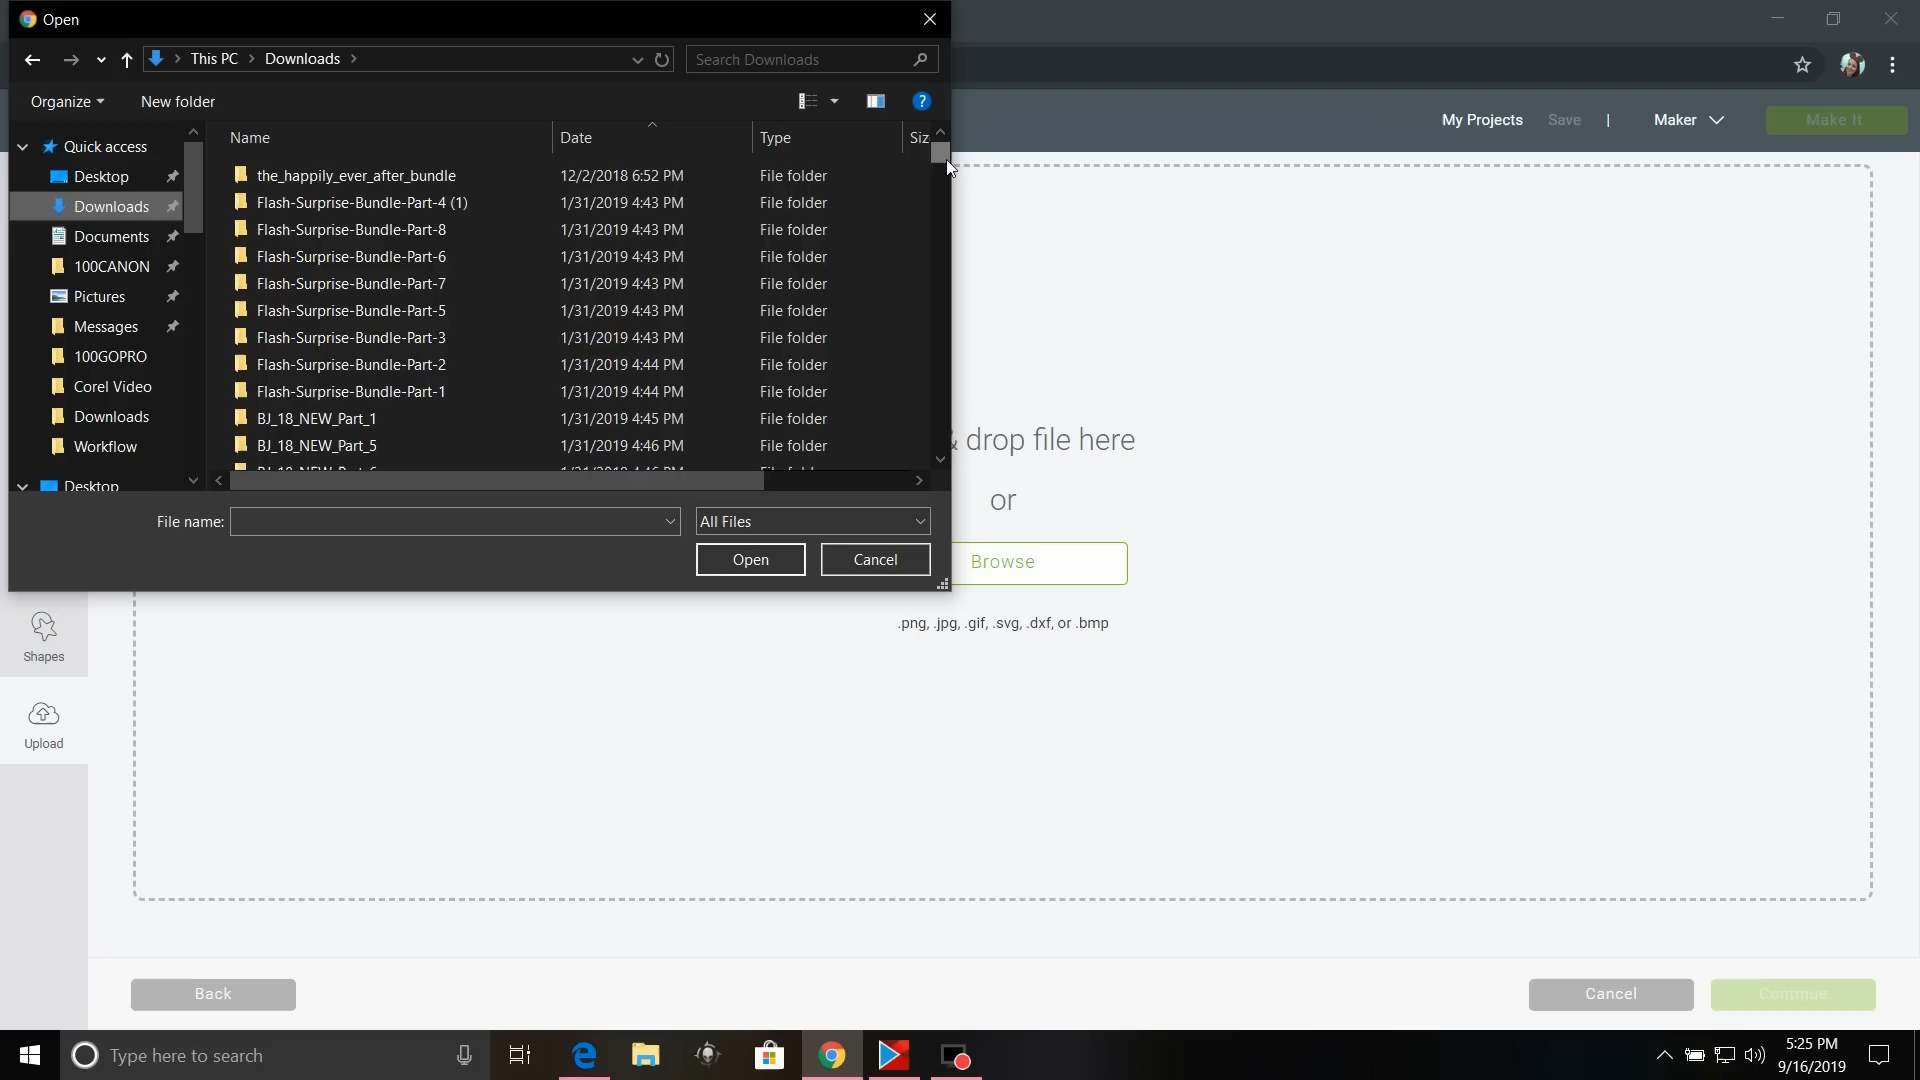 Open
This PC
Downloads
Search Downloads
Organize
New folder
?
Name
Date
Type
Siz
Quick access
Desktop
Downloads
Documents
100CANON
Pictures
Messages
100GOPRO
Corel Video
Downloads
Workflow
Desktop
the_happily_ever_after_bundle 12/2/2018 6:52 PM File folder
Flash-Surprise-Bundle-Part-4 (1) 1/31/2019 4:43 PM File folder
Flash-Surprise-Bundle-Part-8 1/31/2019 4:43 PM File folder
Flash-Surprise-Bundle-Part-6 1/31/2019 4:43 PM File folder
Flash-Surprise-Bundle-Part-7 1/31/2019 4:43 PM File folder
Flash-Surprise-Bundle-Part-5 1/31/2019 4:43 PM File folder
Flash-Surprise-Bundle-Part-3 1/31/2019 4:43 PM File folder
Flash-Surprise-Bundle-Part-2 1/31/2019 4:44 PM File folder
Flash-Surprise-Bundle-Part-1 1/31/2019 4:44 PM File folder
BJ_18_NEW_Part_1 1/31/2019 4:45 PM File folder
BJ_18_NEW_Part_5 1/31/2019 4:46 PM File folder
File name:
All Files
Open
Cancel
My Projects
Save
|
Maker
Make It
& drop file here
or
Browse
.png, .jpg, .gif, .svg, .dxf, or .bmp
Shapes
Upload
Back
Cancel
Continue
Type here to search
5:25 PM
9/16/2019